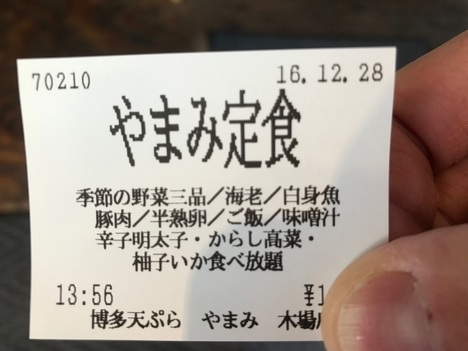 70210 16.12.28
やまみ定食
季節の野菜三品／海老／白身魚
豚肉／半熟卵／ご飯／味噌汁
辛子明太子・からし高菜・
柚子いか食べ放題
13:56 ¥1
博多天ぷら やまみ 木場